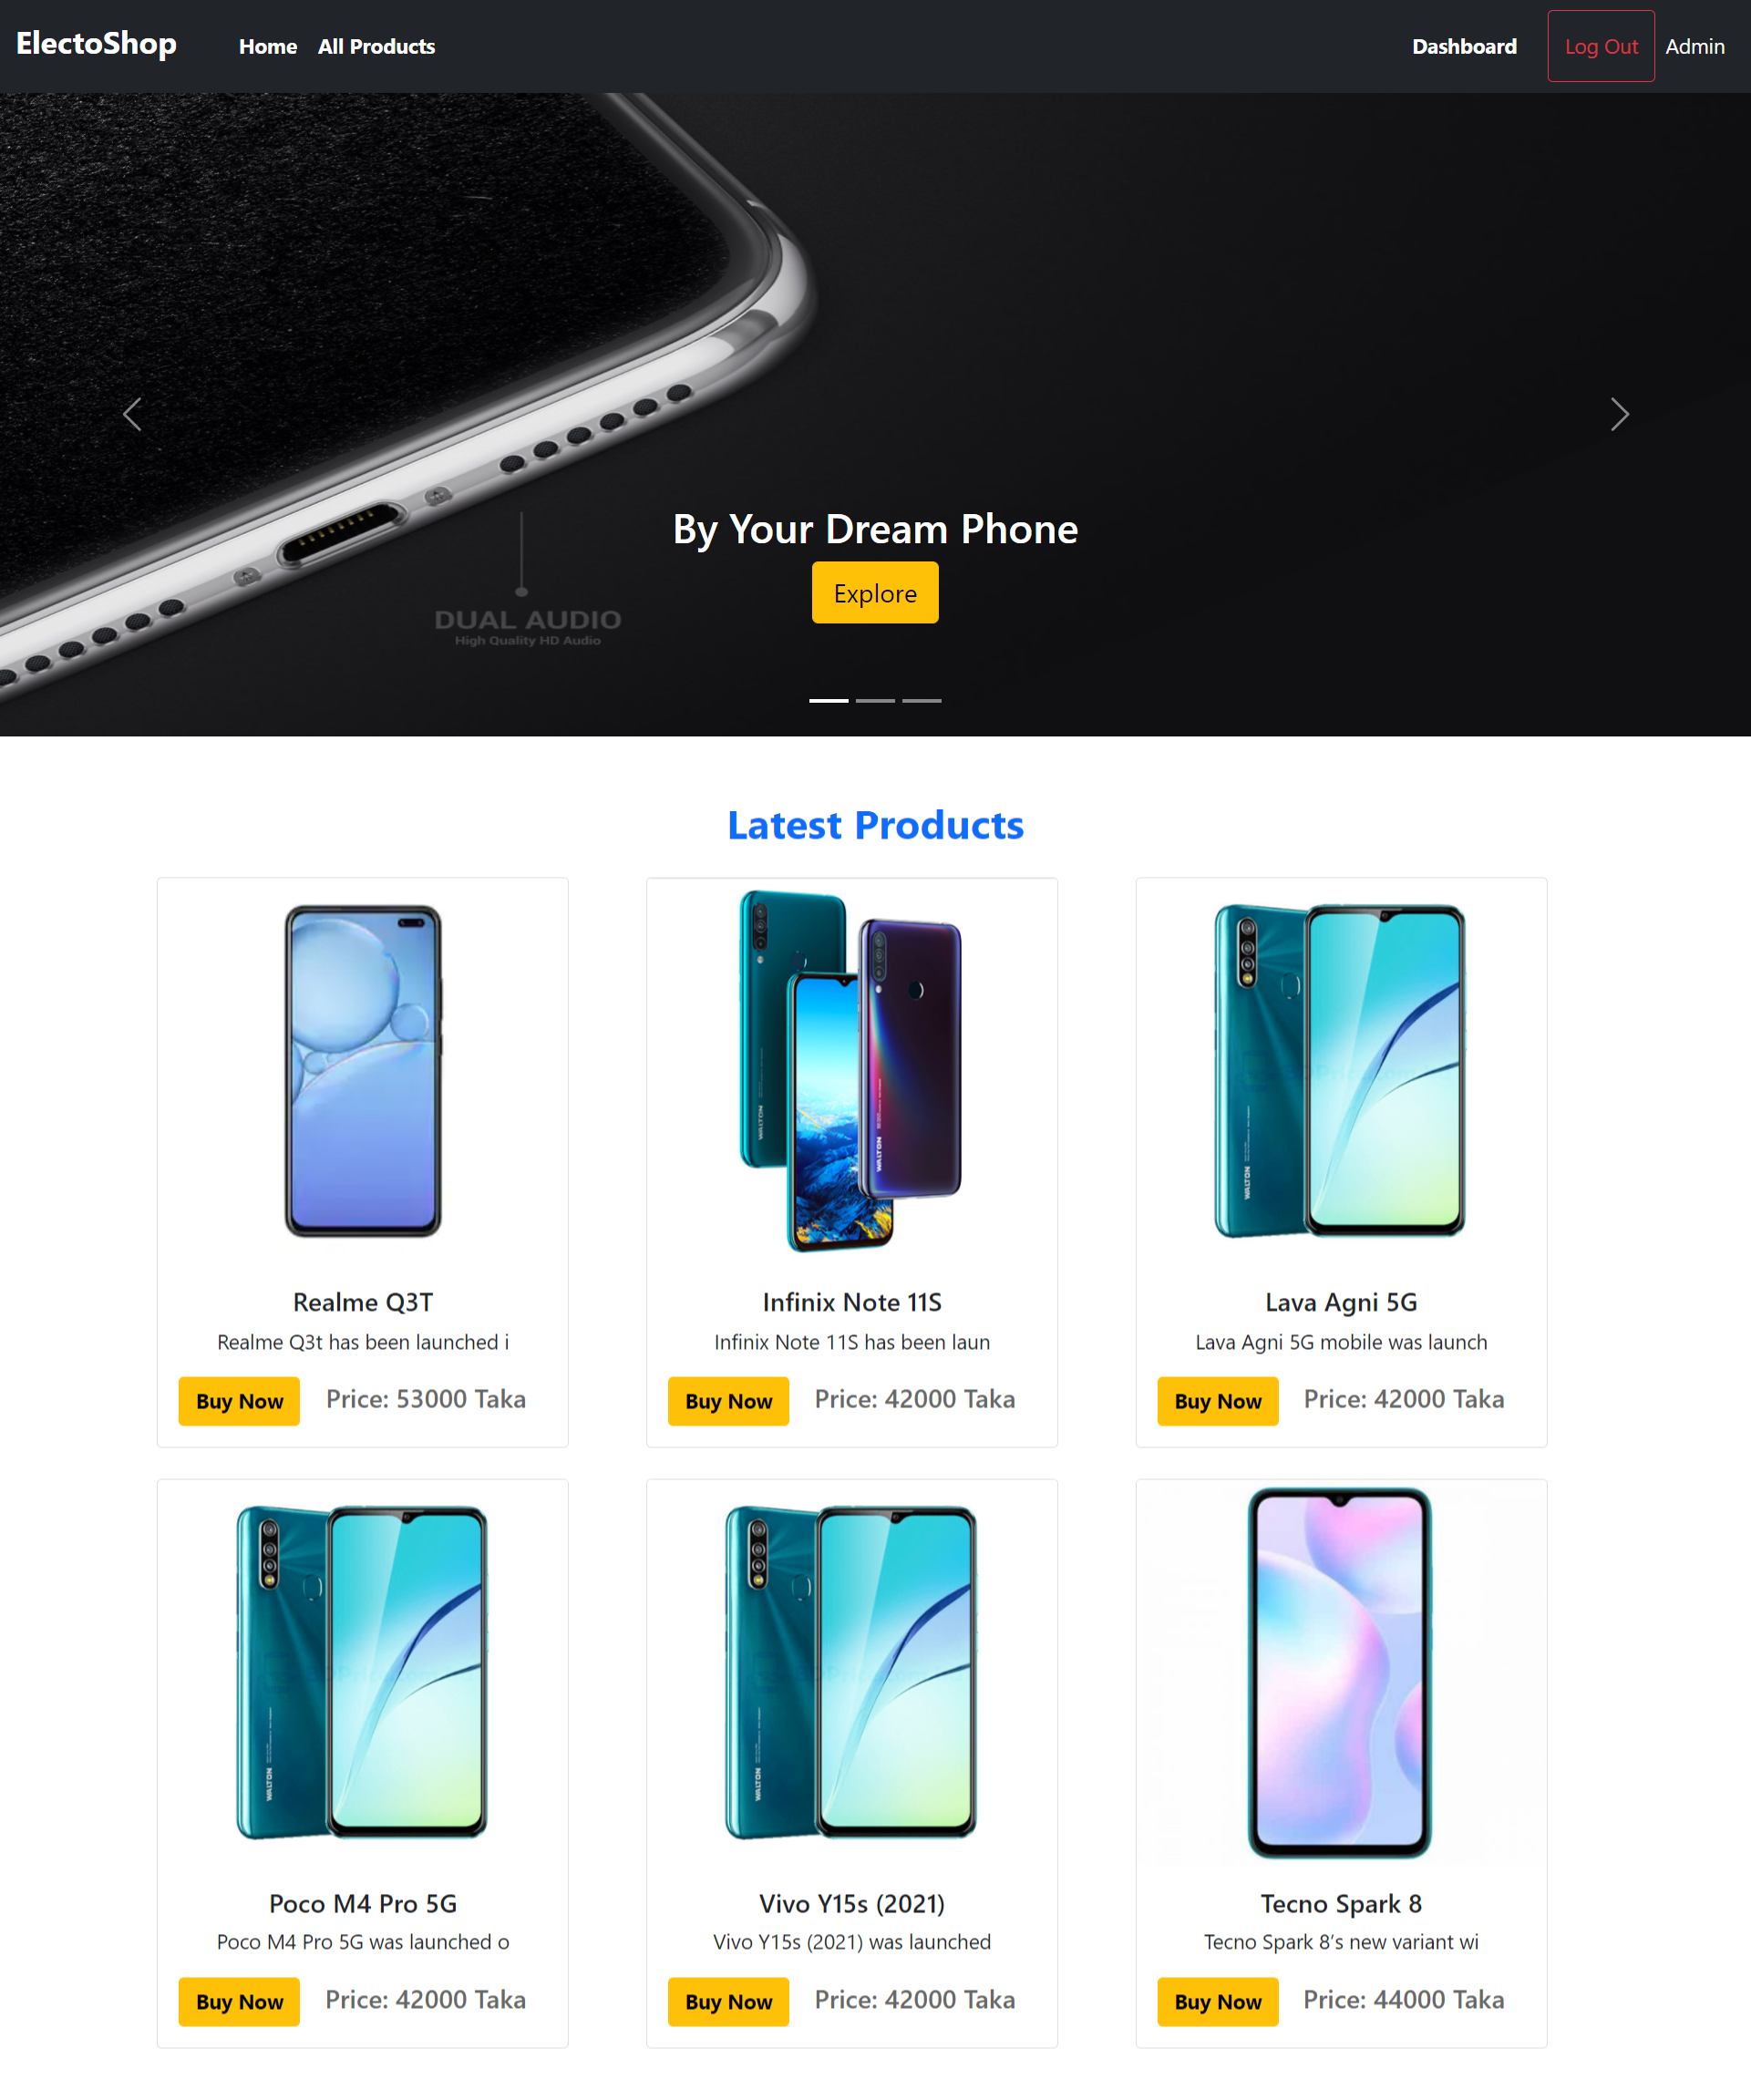 ElectoShop Home All Products Dashboard Log Out Admin
By Your Dream Phone
Explore
DUAL AUDIO
High Quality HD Audio
Latest Products
WALTON
WALTON
WALTON
Realme Q3T
Realme Q3t has been launched i
Buy Now Price: 53000 Taka
Infinix Note 11S
Infinix Note 11S has been laun
Buy Now Price: 42000 Taka
Lava Agni 5G
Lava Agni 5G mobile was launch
Buy Now Price: 42000 Taka
WALTON
WALTON
Poco M4 Pro 5G
Poco M4 Pro 5G was launched o
Buy Now Price: 42000 Taka
Vivo Y15s (2021)
Vivo Y15s (2021) was launched
Buy Now Price: 42000 Taka
Tecno Spark 8
Tecno Spark 8’s new variant wi
Buy Now Price: 44000 Taka